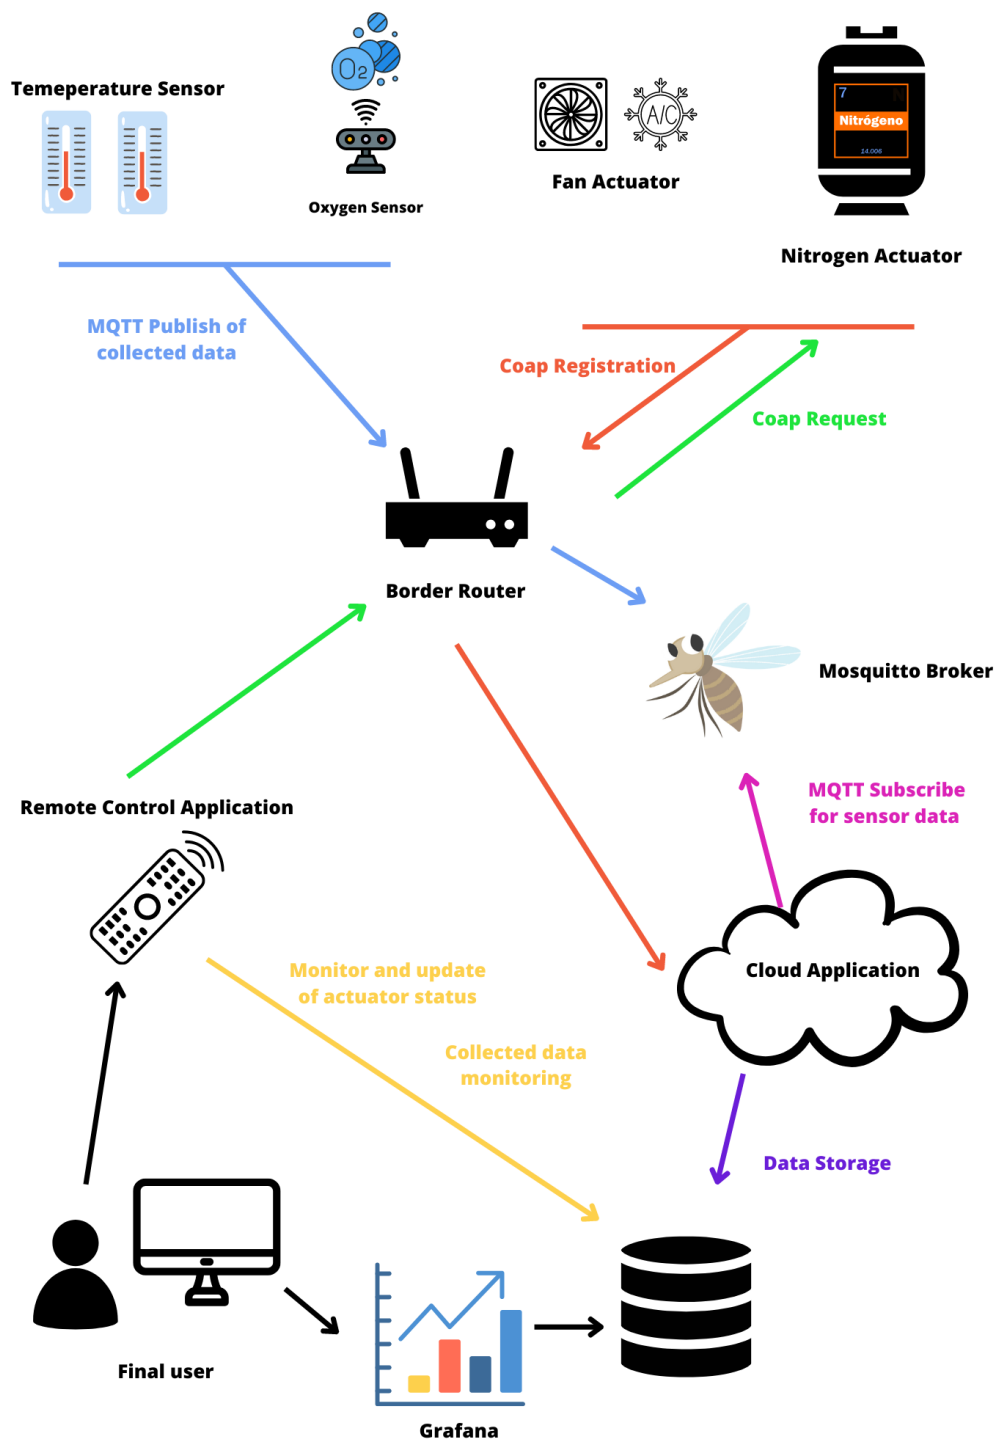 Temeperature Sensor
O2
Oxygen Sensor
A/C
Fan Actuator
7
N
Nitrógeno
14.006
Nitrogen Actuator
MQTT Publish of
collected data
Coap Registration
Coap Request
Border Router
Mosquitto Broker
Remote Control Application
MQTT Subscribe
for sensor data
Cloud Application
Monitor and update
of actuator status
Collected data
monitoring
Data Storage
Final user
Grafana